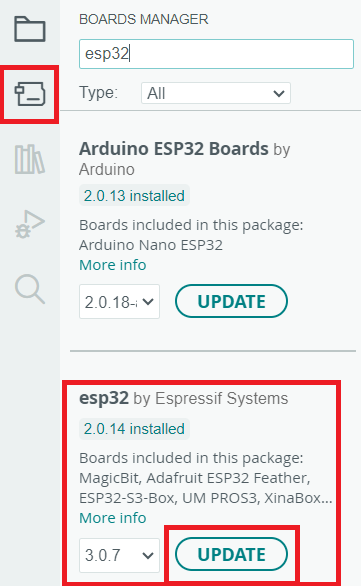 BOARDS MANAGER
esp32
Type: All
Arduino ESP32 Boards by
Arduino
2.0.13 installed
Boards included in this package:
Arduino Nano ESP32
More info
2.0.18-a UPDATE
esp32 by Espressif Systems
2.0.14 installed
Boards included in this package:
MagicBit, Adafruit ESP32 Feather,
ESP32-S3-Box, UM PROS3, XinaBox...
More info
3.0.7 UPDATE